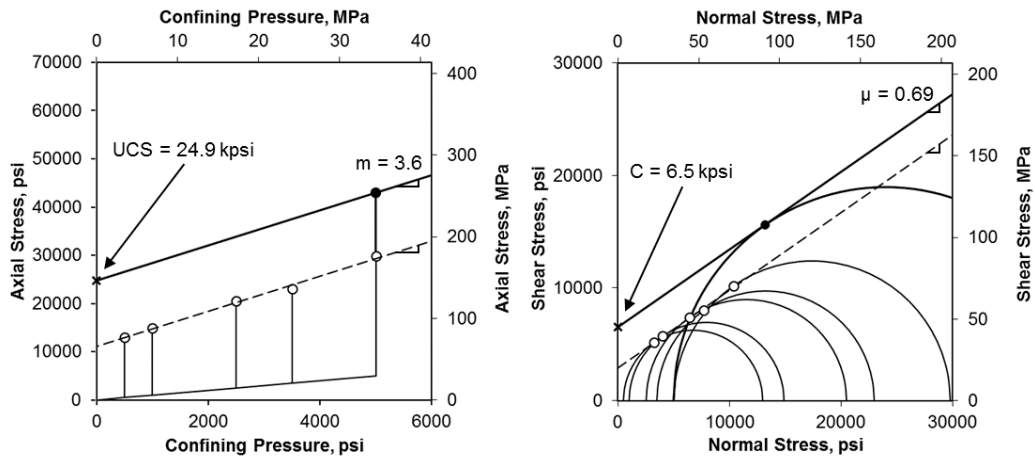 Confining Pressure, MPa
0 10 20 30 40
70000
60000
50000
40000
30000
20000
10000
0
Axial Stress, psi
400
300
200
100
0
Axial Stress, MPa
UCS = 24.9 kpsi
m = 3.6
0 2000 4000 6000
Confining Pressure, psi
Normal Stress, MPa
0 50 100 150 200
30000
20000
10000
0
Shear Stress, psi
200
150
100
50
0
Shear Stress, MPa
μ = 0.69
C = 6.5 kpsi
0 10000 20000 30000
Normal Stress, psi